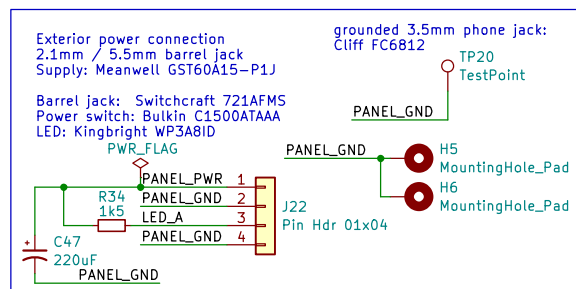 Exterior power connection
2.1mm / 5.5mm barrel jack
Supply: Meanwell GST60A15-P1J
Barrel jack:  Switchcraft 721AFMS
Power switch: Bulkin C1500ATAAA
LED: Kingbright WP3A8ID
grounded 3.5mm phone jack:
Cliff FC6812
TP20
TestPoint
PANEL_GND
PANEL_GND
H5
MountingHole_Pad
H6
MountingHole_Pad
PWR_FLAG
PANEL_PWR 1
PANEL_GND 2
LED_A 3
PANEL_GND 4
J22
Pin Hdr 01x04
R34
1k5
+
C47
220uF
PANEL_GND